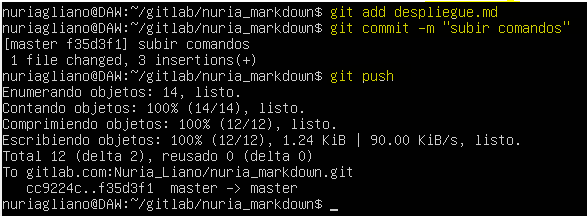 nuriagliano@DAW:~/gitlab/nuria_markdown$ git add despliegue.md
nuriagliano@DAW:~/gitlab/nuria_markdown$ git commit -m "subir comandos"
[master f35d3f1] subir comandos
 1 file changed, 3 insertions(+)
nuriagliano@DAW:~/gitlab/nuria_markdown$ git push
Enumerando objetos: 14, listo.
Contando objetos: 100% (14/14), listo.
Comprimiendo objetos: 100% (12/12), listo.
Escribiendo objetos: 100% (12/12), 1.24 KiB | 90.00 KiB/s, listo.
Total 12 (delta 2), reusado 0 (delta 0)
To gitlab.com:Nuria_Liano/nuria_markdown.git
   cc9224c..f35d3f1  master -> master
nuriagliano@DAW:~/gitlab/nuria_markdown$ _